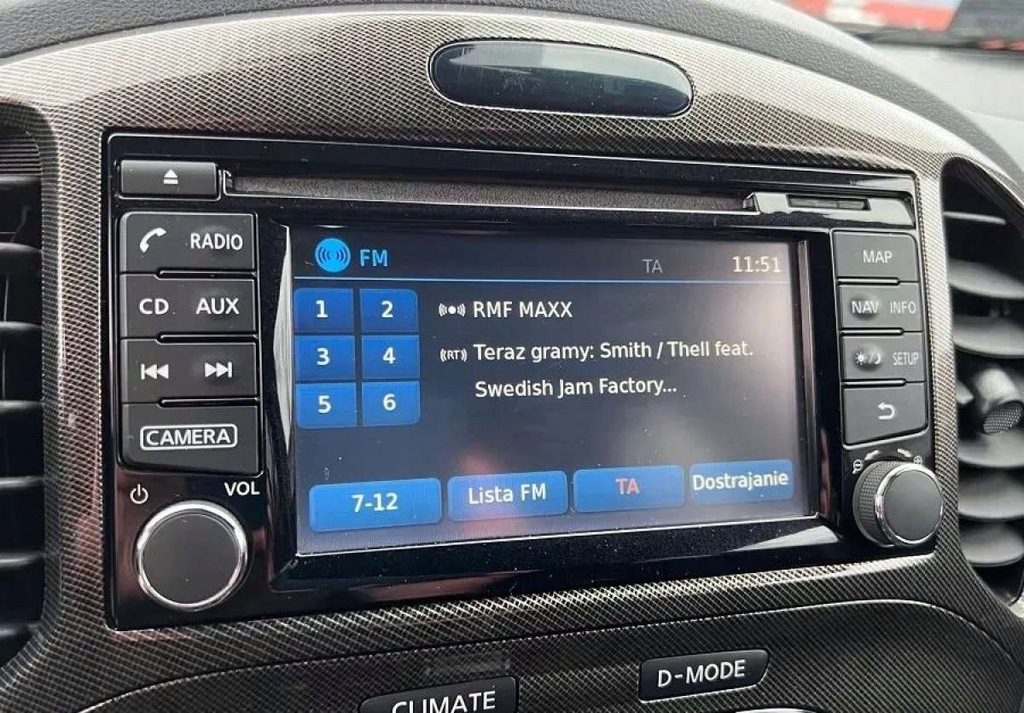 RADIO
CD AUX
CAMERA
VOL
FM TA 11:51
1 2
3 4
5 6
RMF MAXX
(RT) Teraz gramy: Smith / Thell feat.
Swedish Jam Factory...
7-12 Lista FM TA Dostrajanie
MAP
NAV INFO
SETUP
CLIMATE
D-MODE